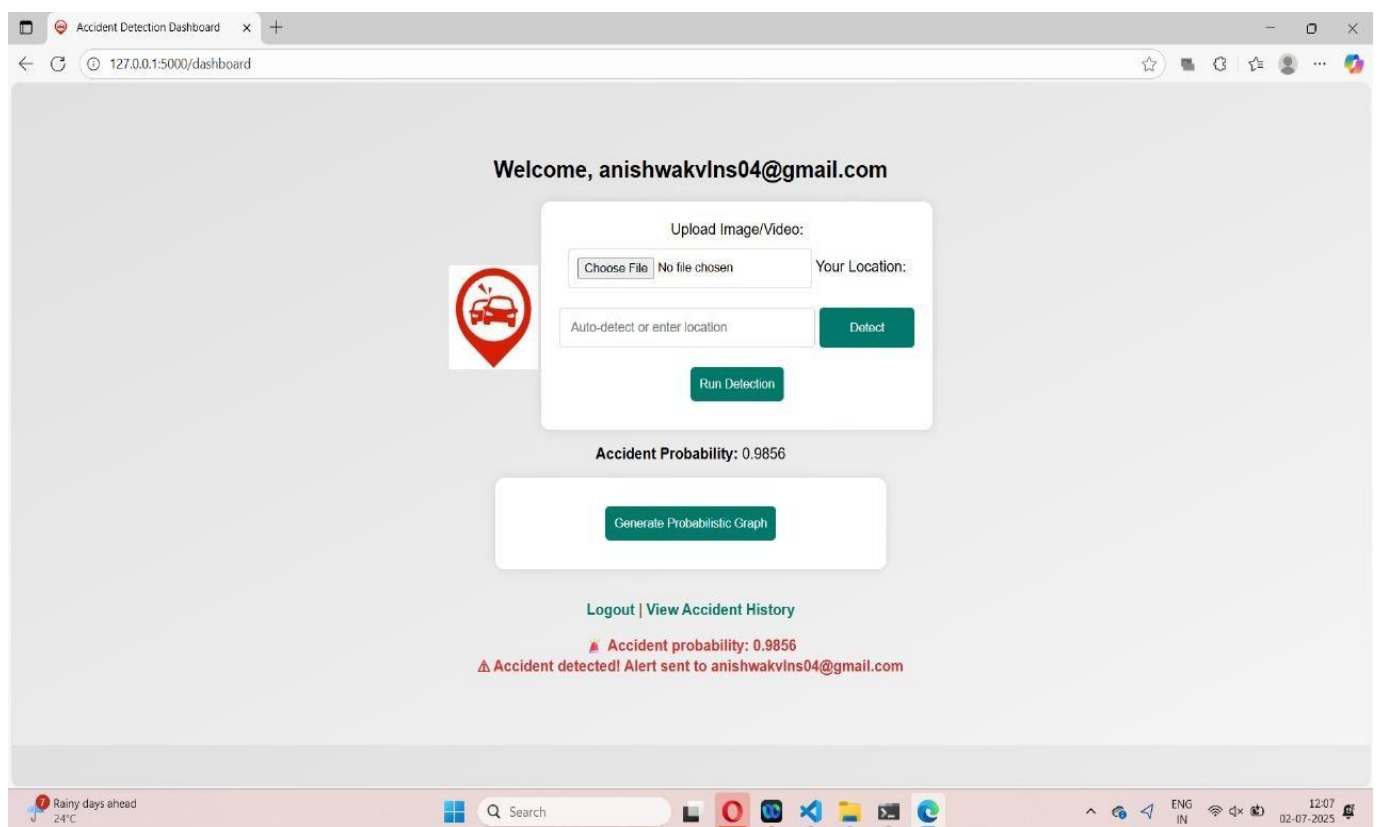 Accident Detection Dashboard
127.0.0.1:5000/dashboard
Welcome, anishwakvlns04@gmail.com
Upload Image/Video:
Choose File No file chosen
Your Location:
Auto-detect or enter location
Detect
Run Detection
Accident Probability: 0.9856
Generate Probabilistic Graph
Logout | View Accident History
Accident probability: 0.9856
Accident detected! Alert sent to anishwakvlns04@gmail.com
7
Rainy days ahead
24°C
Search
ENG
IN
12:07
02-07-2025